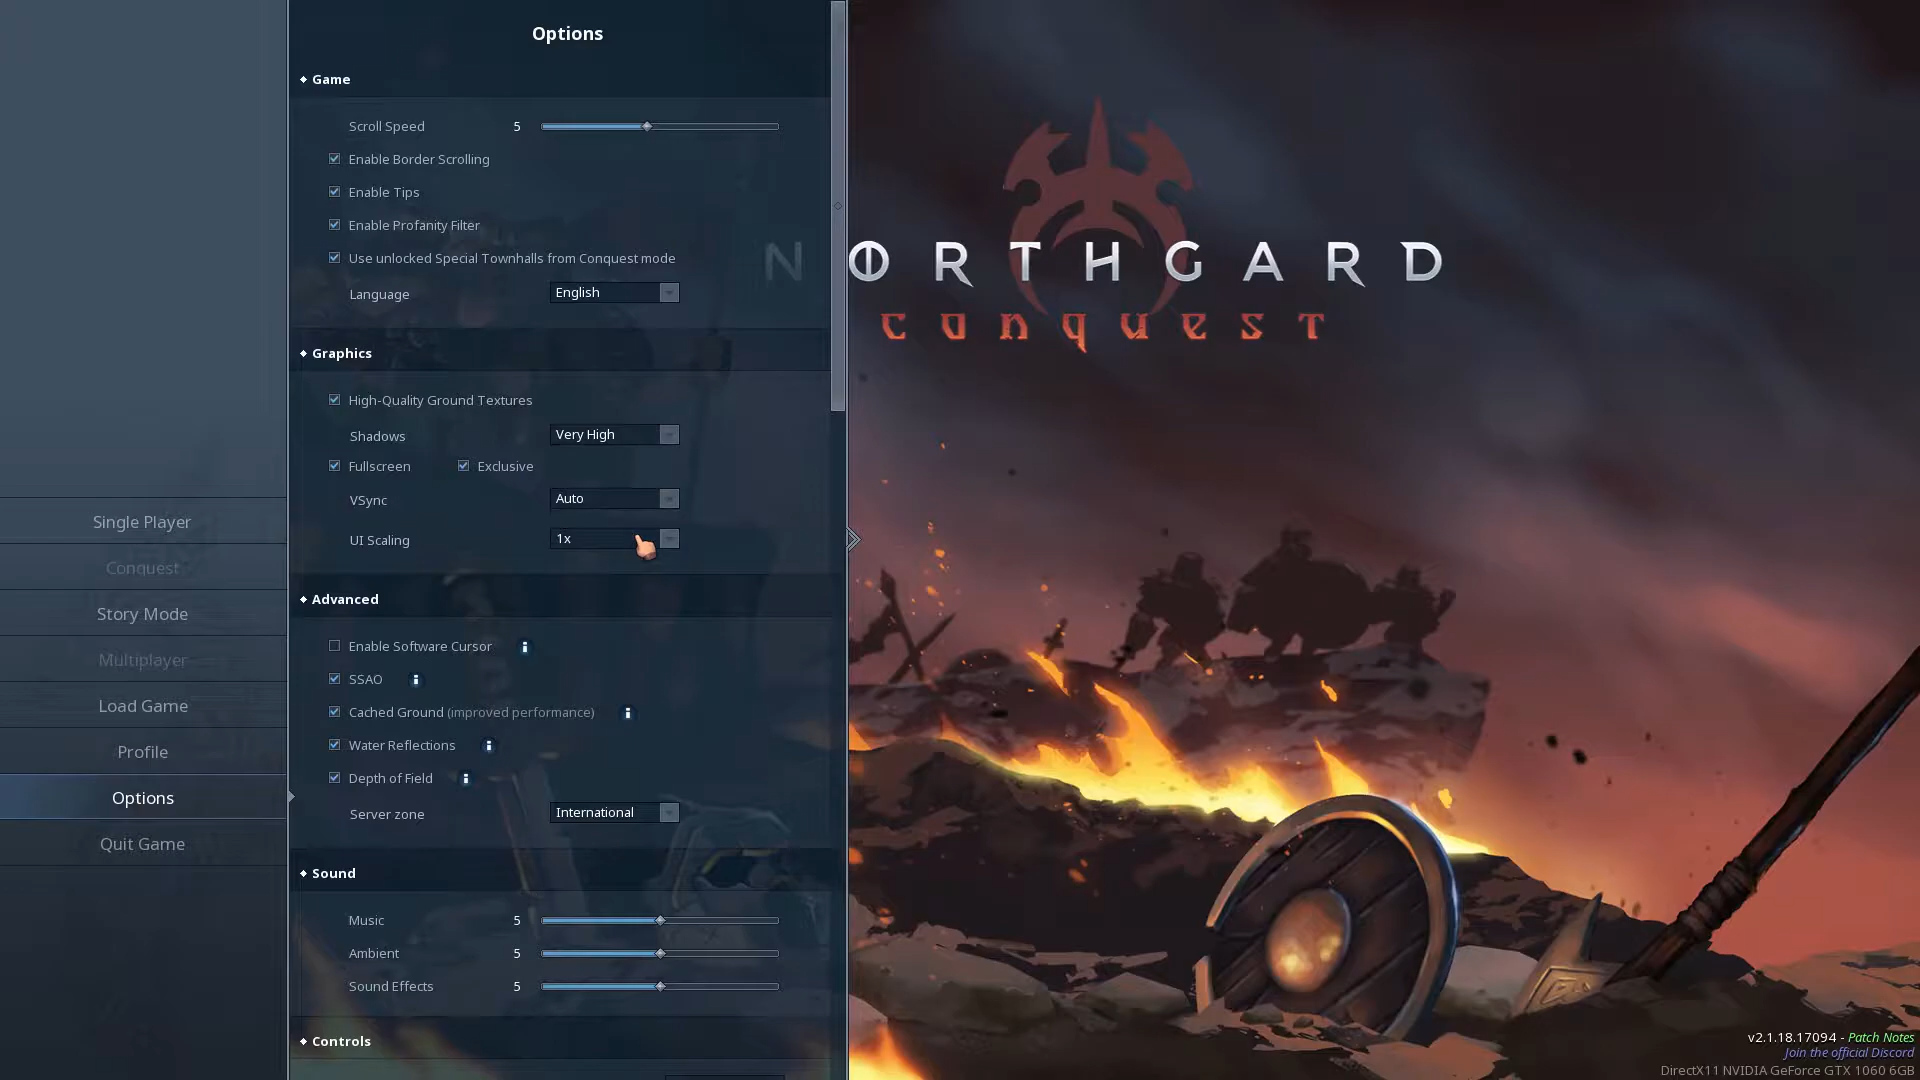 Options
Game
Scroll Speed 5
Enable Border Scrolling
Enable Tips
Enable Profanity Filter
Use unlocked Special Townhalls from Conquest mode
Language English
Graphics
High-Quality Ground Textures
Shadows Very High
Fullscreen Exclusive
VSync Auto
UI Scaling 1x
Advanced
Enable Software Cursor
SSAO
Cached Ground (improved performance)
Water Reflections
Depth of Field
Server zone International
Sound
Music 5
Ambient 5
Sound Effects 5
Controls
Single Player
Conquest
Story Mode
Multiplayer
Load Game
Profile
Options
Quit Game
NORTHGARD
conquest
v2.1.18.17094 - Patch Notes
Join the official Discord
DirectX11 NVIDIA GeForce GTX 1060 6GB